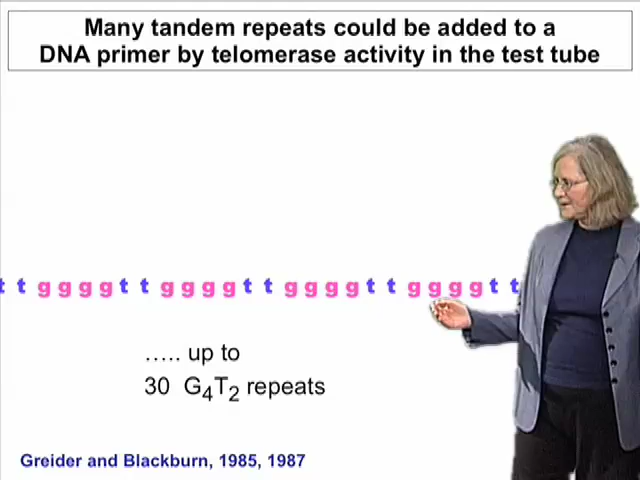 Many tandem repeats could be added to a
DNA primer by telomerase activity in the test tube
t t g g g g t t g g g g t t g g g g t t g g g g t t
….. up to
30 G₄T₂ repeats
Greider and Blackburn, 1985, 1987